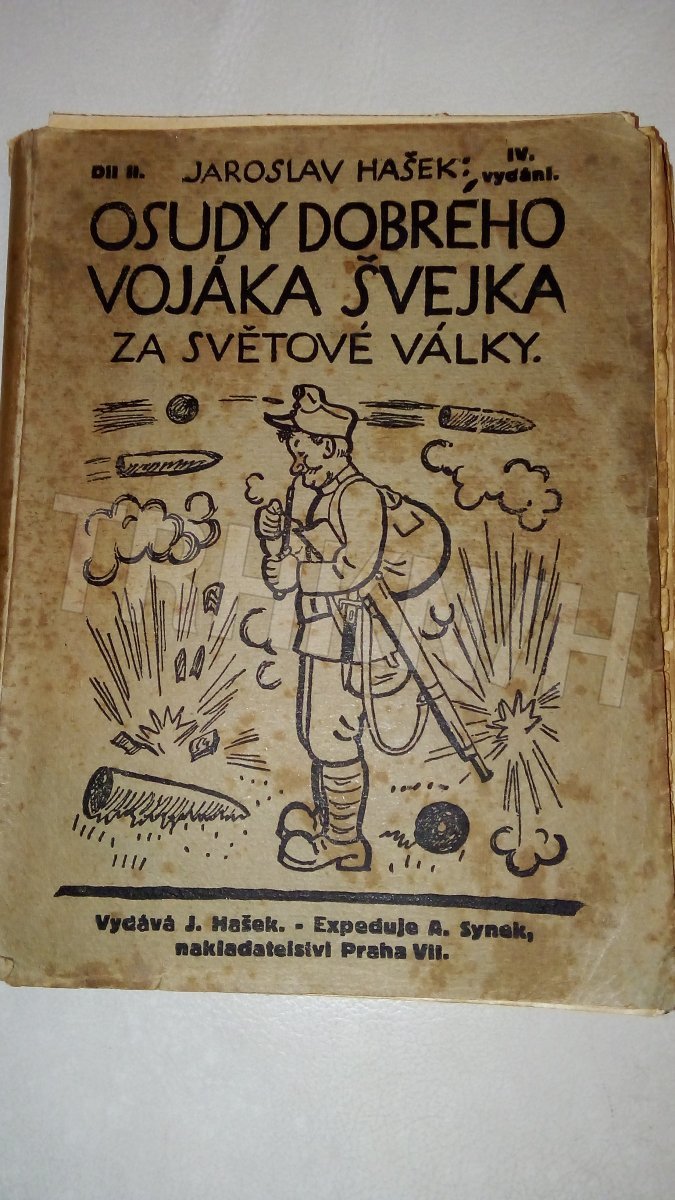 Díl II. JAROSLAV HAŠEK: IV. vydání.
OSUDY DOBRÉHO
VOJÁKA ŠVEJKA
ZA SVĚTOVÉ VÁLKY.
Vydává J. Hašek. - Expeduje A. Synek,
nakladatelství Praha VII.